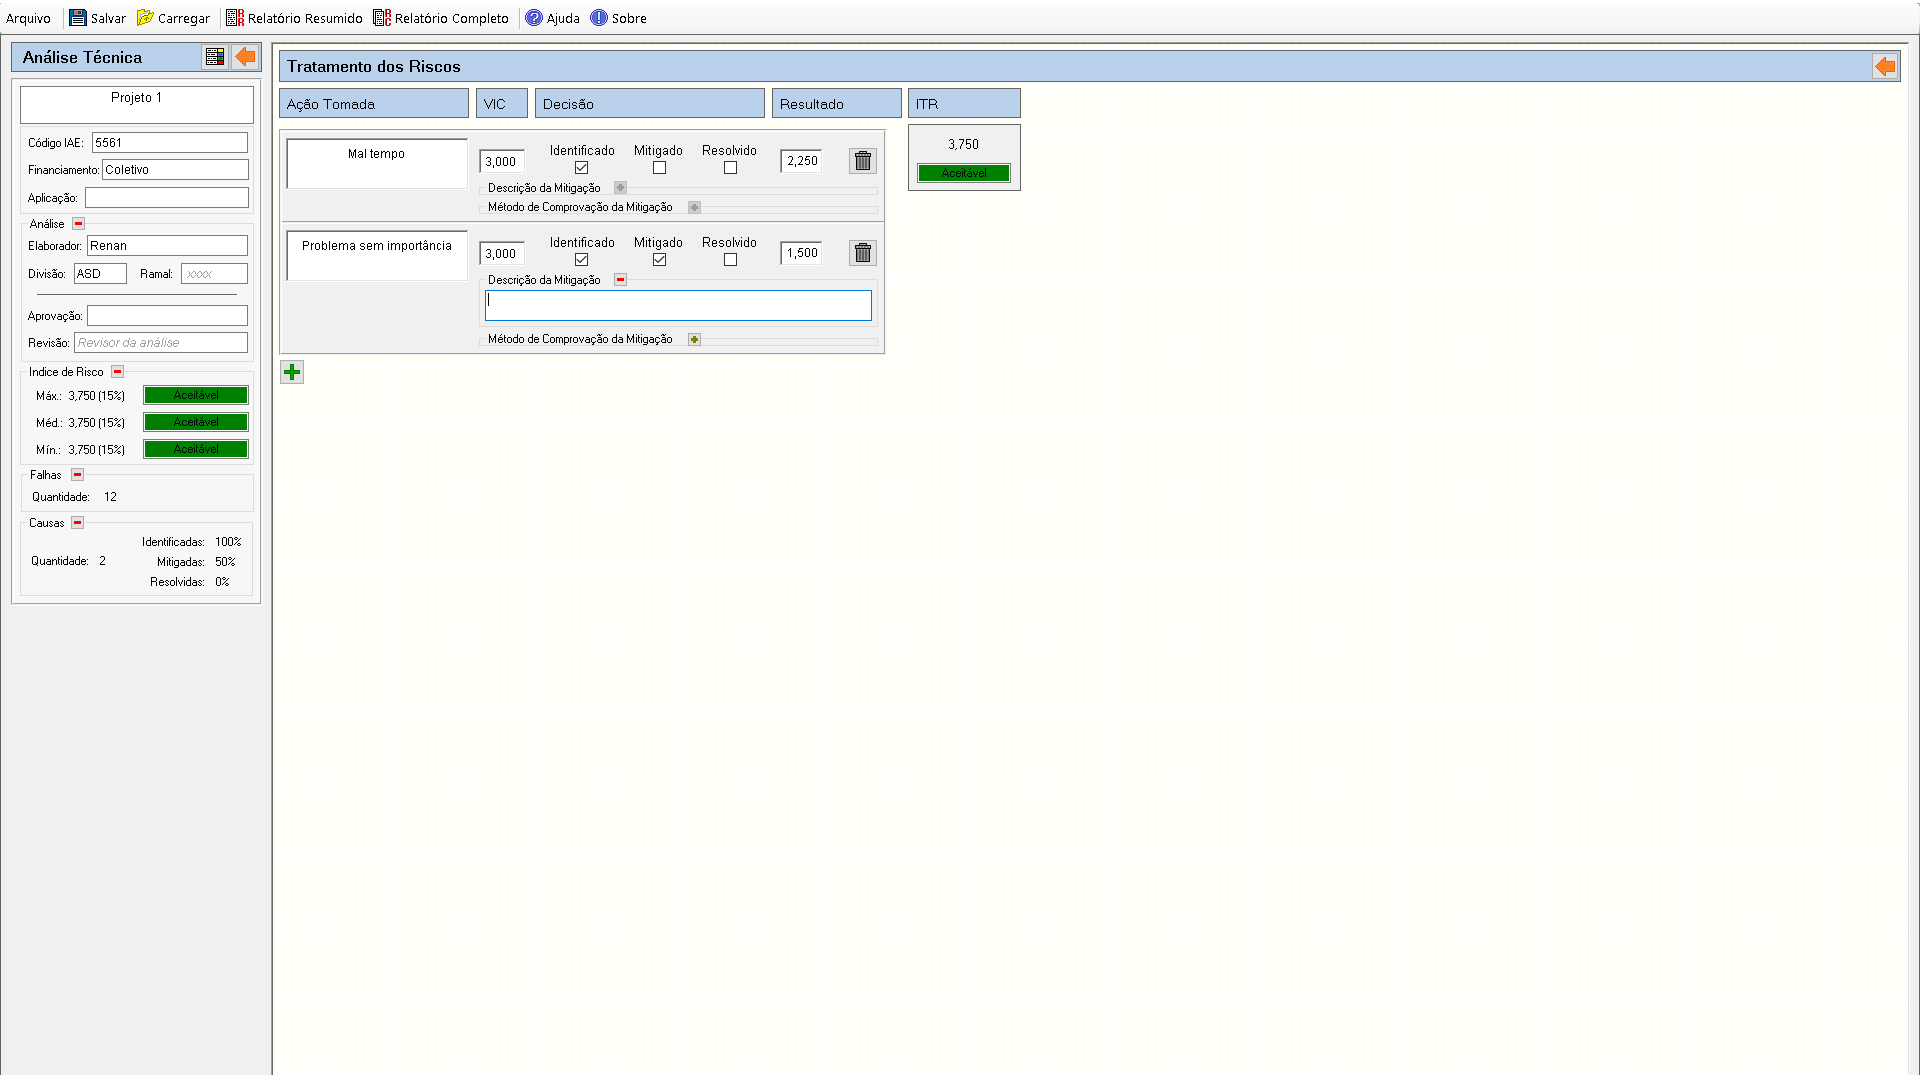 Arquivo Salvar Carregar Relatório Resumido Relatório Completo Ajuda Sobre
Análise Técnica
Projeto 1
Código IAE: 5561
Financiamento: Coletivo
Aplicação:
Análise
Elaborador: Renan
Divisão: ASD Ramal: xxxx
Aprovação:
Revisão: Revisor da análise
Indice de Risco
Máx.: 3,750 (15%) Aceitável
Méd.: 3,750 (15%) Aceitável
Mín.: 3,750 (15%) Aceitável
Falhas
Quantidade: 12
Causas
Identificadas: 100%
Quantidade: 2 Mitigadas: 50%
Resolvidas: 0%
Tratamento dos Riscos
Ação Tomada VIC Decisão Resultado ITR
Mal tempo 3,000 Identificado Mitigado Resolvido 2,250
Descrição da Mitigação
Método de Comprovação da Mitigação
3,750
Aceitável
Problema sem importância 3,000 Identificado Mitigado Resolvido 1,500
Descrição da Mitigação
Método de Comprovação da Mitigação